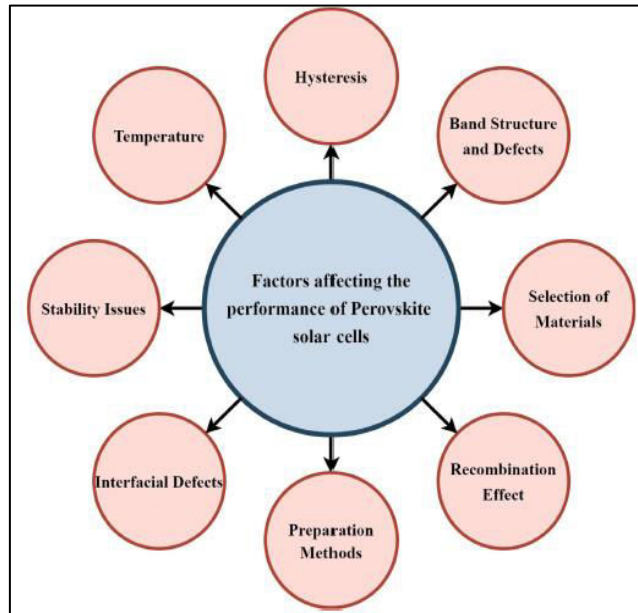 Hysteresis
Temperature
Band Structure
and Defects
Stability Issues
Factors affecting the
performance of Perovskite
solar cells
Selection of
Materials
Interfacial Defects
Recombination
Effect
Preparation
Methods